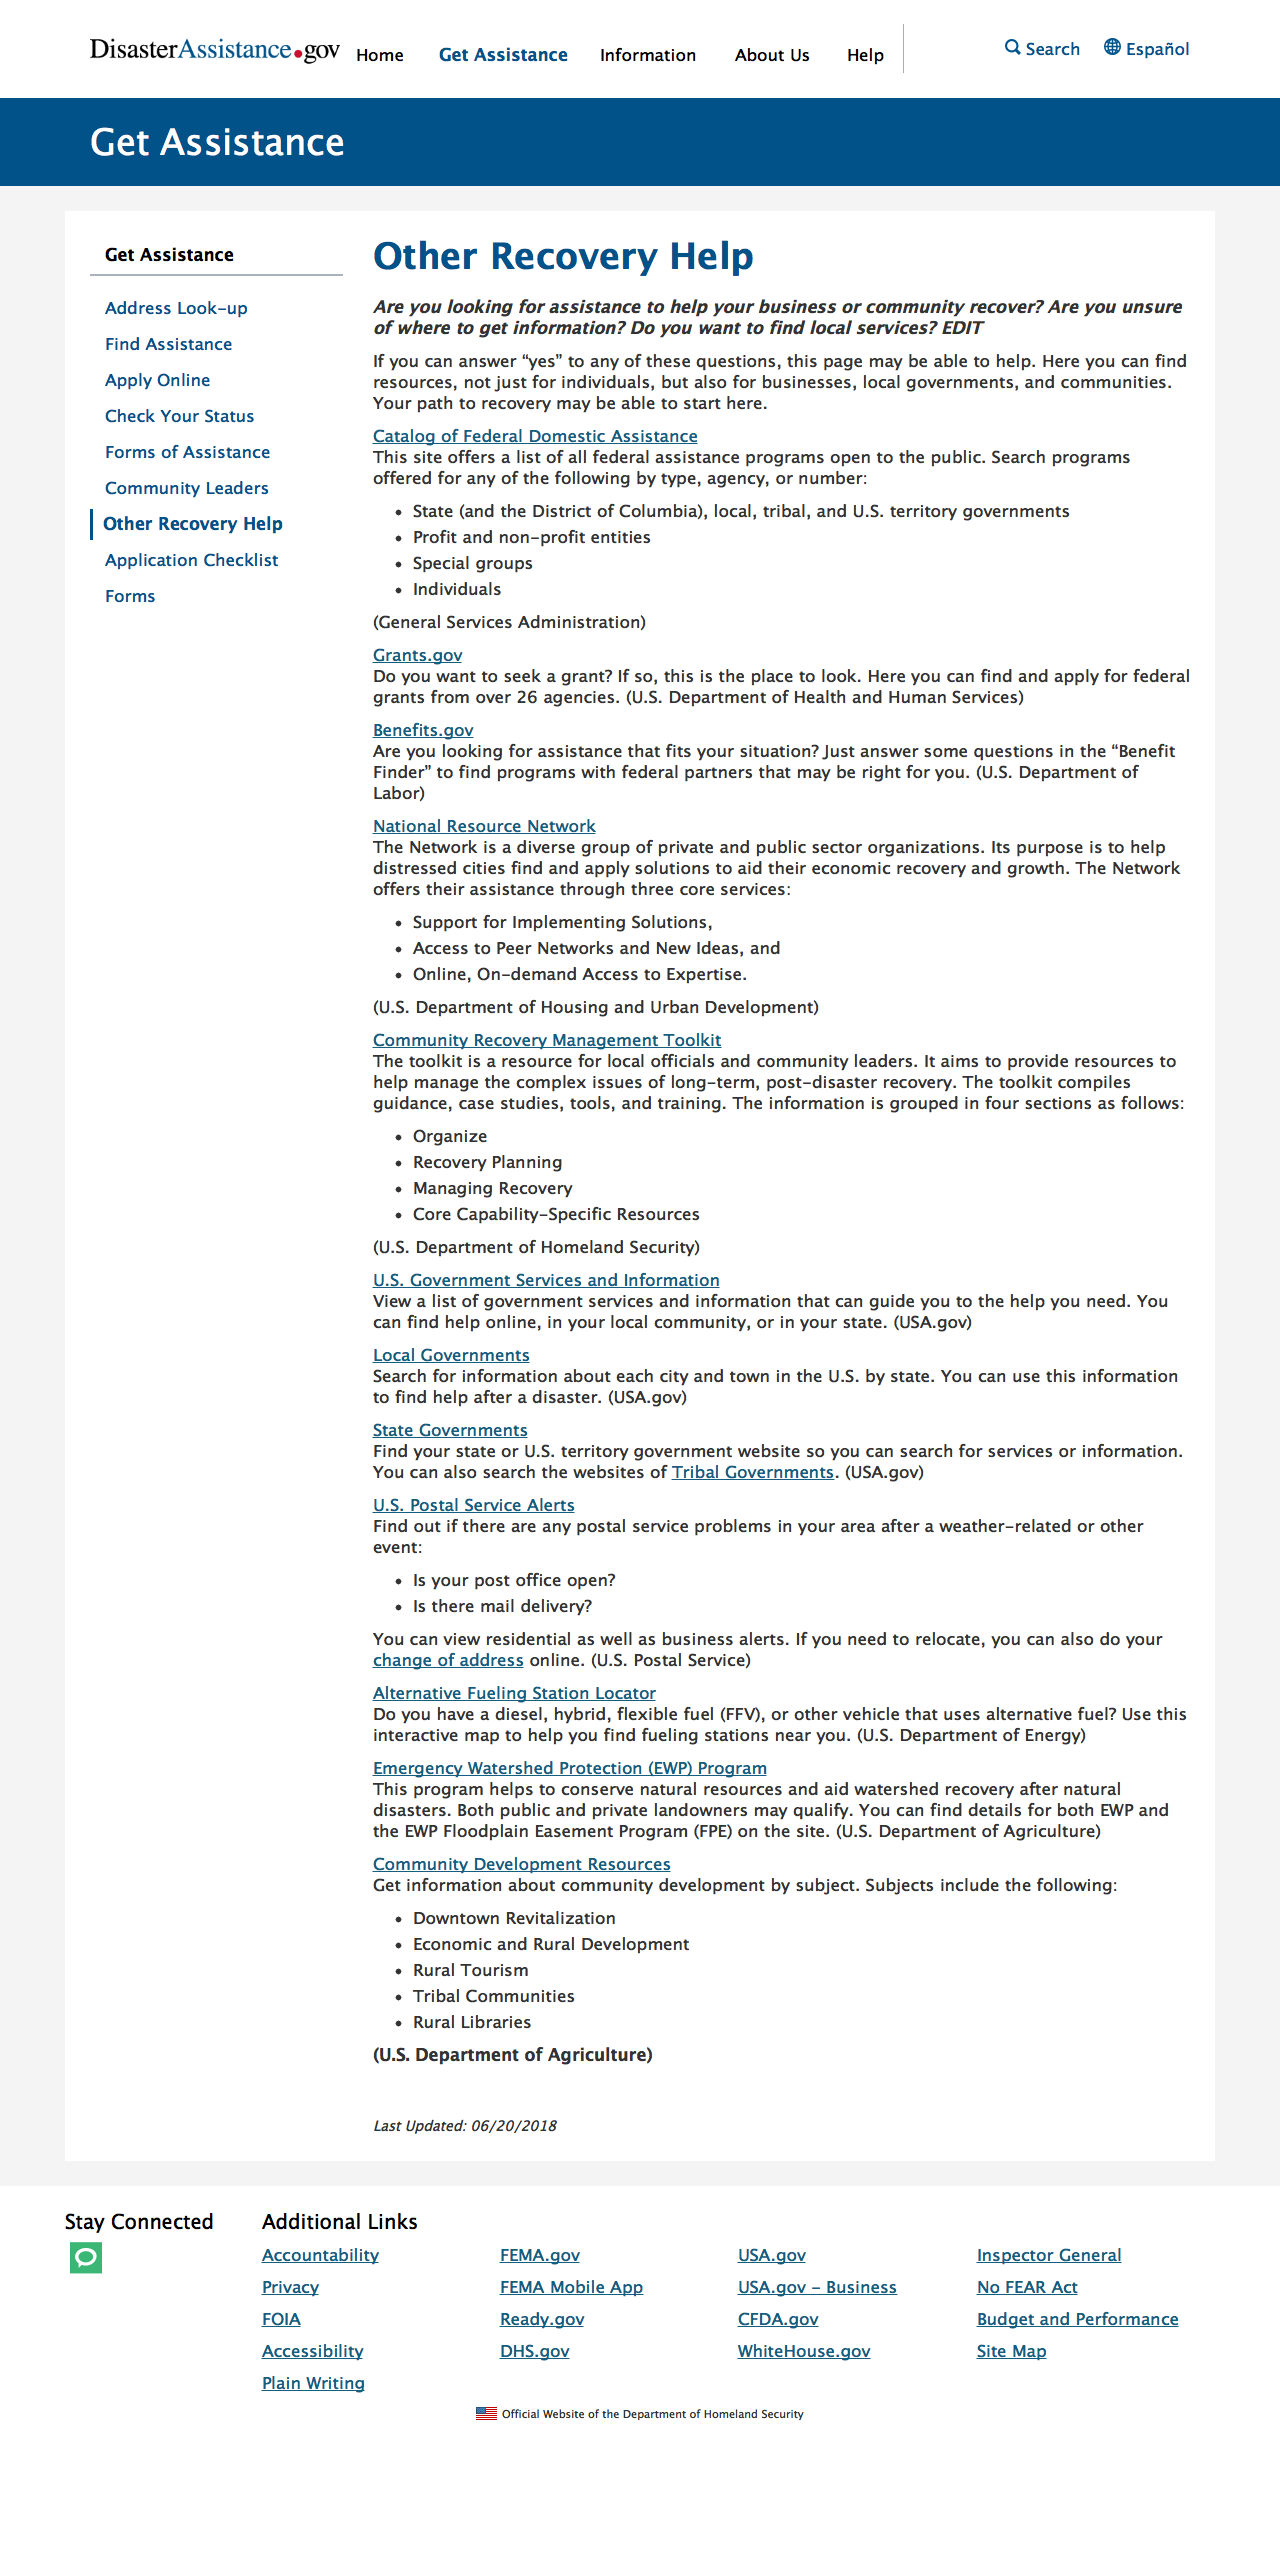 DisasterAssistance.gov
Home
Get Assistance
Information
About Us
Help
Search
Español
Get Assistance
Get Assistance
Address Look-up
Find Assistance
Apply Online
Check Your Status
Forms of Assistance
Community Leaders
Other Recovery Help
Application Checklist
Forms
Other Recovery Help
Are you looking for assistance to help your business or community recover? Are you unsure
of where to get information? Do you want to find local services? EDIT
If you can answer “yes” to any of these questions, this page may be able to help. Here you can find
resources, not just for individuals, but also for businesses, local governments, and communities.
Your path to recovery may be able to start here.
Catalog of Federal Domestic Assistance
This site offers a list of all federal assistance programs open to the public. Search programs
offered for any of the following by type, agency, or number:
• State (and the District of Columbia), local, tribal, and U.S. territory governments
• Profit and non-profit entities
• Special groups
• Individuals
(General Services Administration)
Grants.gov
Do you want to seek a grant? If so, this is the place to look. Here you can find and apply for federal
grants from over 26 agencies. (U.S. Department of Health and Human Services)
Benefits.gov
Are you looking for assistance that fits your situation? Just answer some questions in the “Benefit
Finder” to find programs with federal partners that may be right for you. (U.S. Department of
Labor)
National Resource Network
The Network is a diverse group of private and public sector organizations. Its purpose is to help
distressed cities find and apply solutions to aid their economic recovery and growth. The Network
offers their assistance through three core services:
• Support for Implementing Solutions,
• Access to Peer Networks and New Ideas, and
• Online, On-demand Access to Expertise.
(U.S. Department of Housing and Urban Development)
Community Recovery Management Toolkit
The toolkit is a resource for local officials and community leaders. It aims to provide resources to
help manage the complex issues of long-term, post-disaster recovery. The toolkit compiles
guidance, case studies, tools, and training. The information is grouped in four sections as follows:
• Organize
• Recovery Planning
• Managing Recovery
• Core Capability-Specific Resources
(U.S. Department of Homeland Security)
U.S. Government Services and Information
View a list of government services and information that can guide you to the help you need. You
can find help online, in your local community, or in your state. (USA.gov)
Local Governments
Search for information about each city and town in the U.S. by state. You can use this information
to find help after a disaster. (USA.gov)
State Governments
Find your state or U.S. territory government website so you can search for services or information.
You can also search the websites of Tribal Governments. (USA.gov)
U.S. Postal Service Alerts
Find out if there are any postal service problems in your area after a weather-related or other
event:
• Is your post office open?
• Is there mail delivery?
You can view residential as well as business alerts. If you need to relocate, you can also do your
change of address online. (U.S. Postal Service)
Alternative Fueling Station Locator
Do you have a diesel, hybrid, flexible fuel (FFV), or other vehicle that uses alternative fuel? Use this
interactive map to help you find fueling stations near you. (U.S. Department of Energy)
Emergency Watershed Protection (EWP) Program
This program helps to conserve natural resources and aid watershed recovery after natural
disasters. Both public and private landowners may qualify. You can find details for both EWP and
the EWP Floodplain Easement Program (FPE) on the site. (U.S. Department of Agriculture)
Community Development Resources
Get information about community development by subject. Subjects include the following:
• Downtown Revitalization
• Economic and Rural Development
• Rural Tourism
• Tribal Communities
• Rural Libraries
(U.S. Department of Agriculture)
Last Updated: 06/20/2018
Stay Connected
Additional Links
Accountability
Privacy
FOIA
Accessibility
Plain Writing
FEMA.gov
FEMA Mobile App
Ready.gov
DHS.gov
USA.gov
USA.gov - Business
CFDA.gov
WhiteHouse.gov
Inspector General
No FEAR Act
Budget and Performance
Site Map
Official Website of the Department of Homeland Security